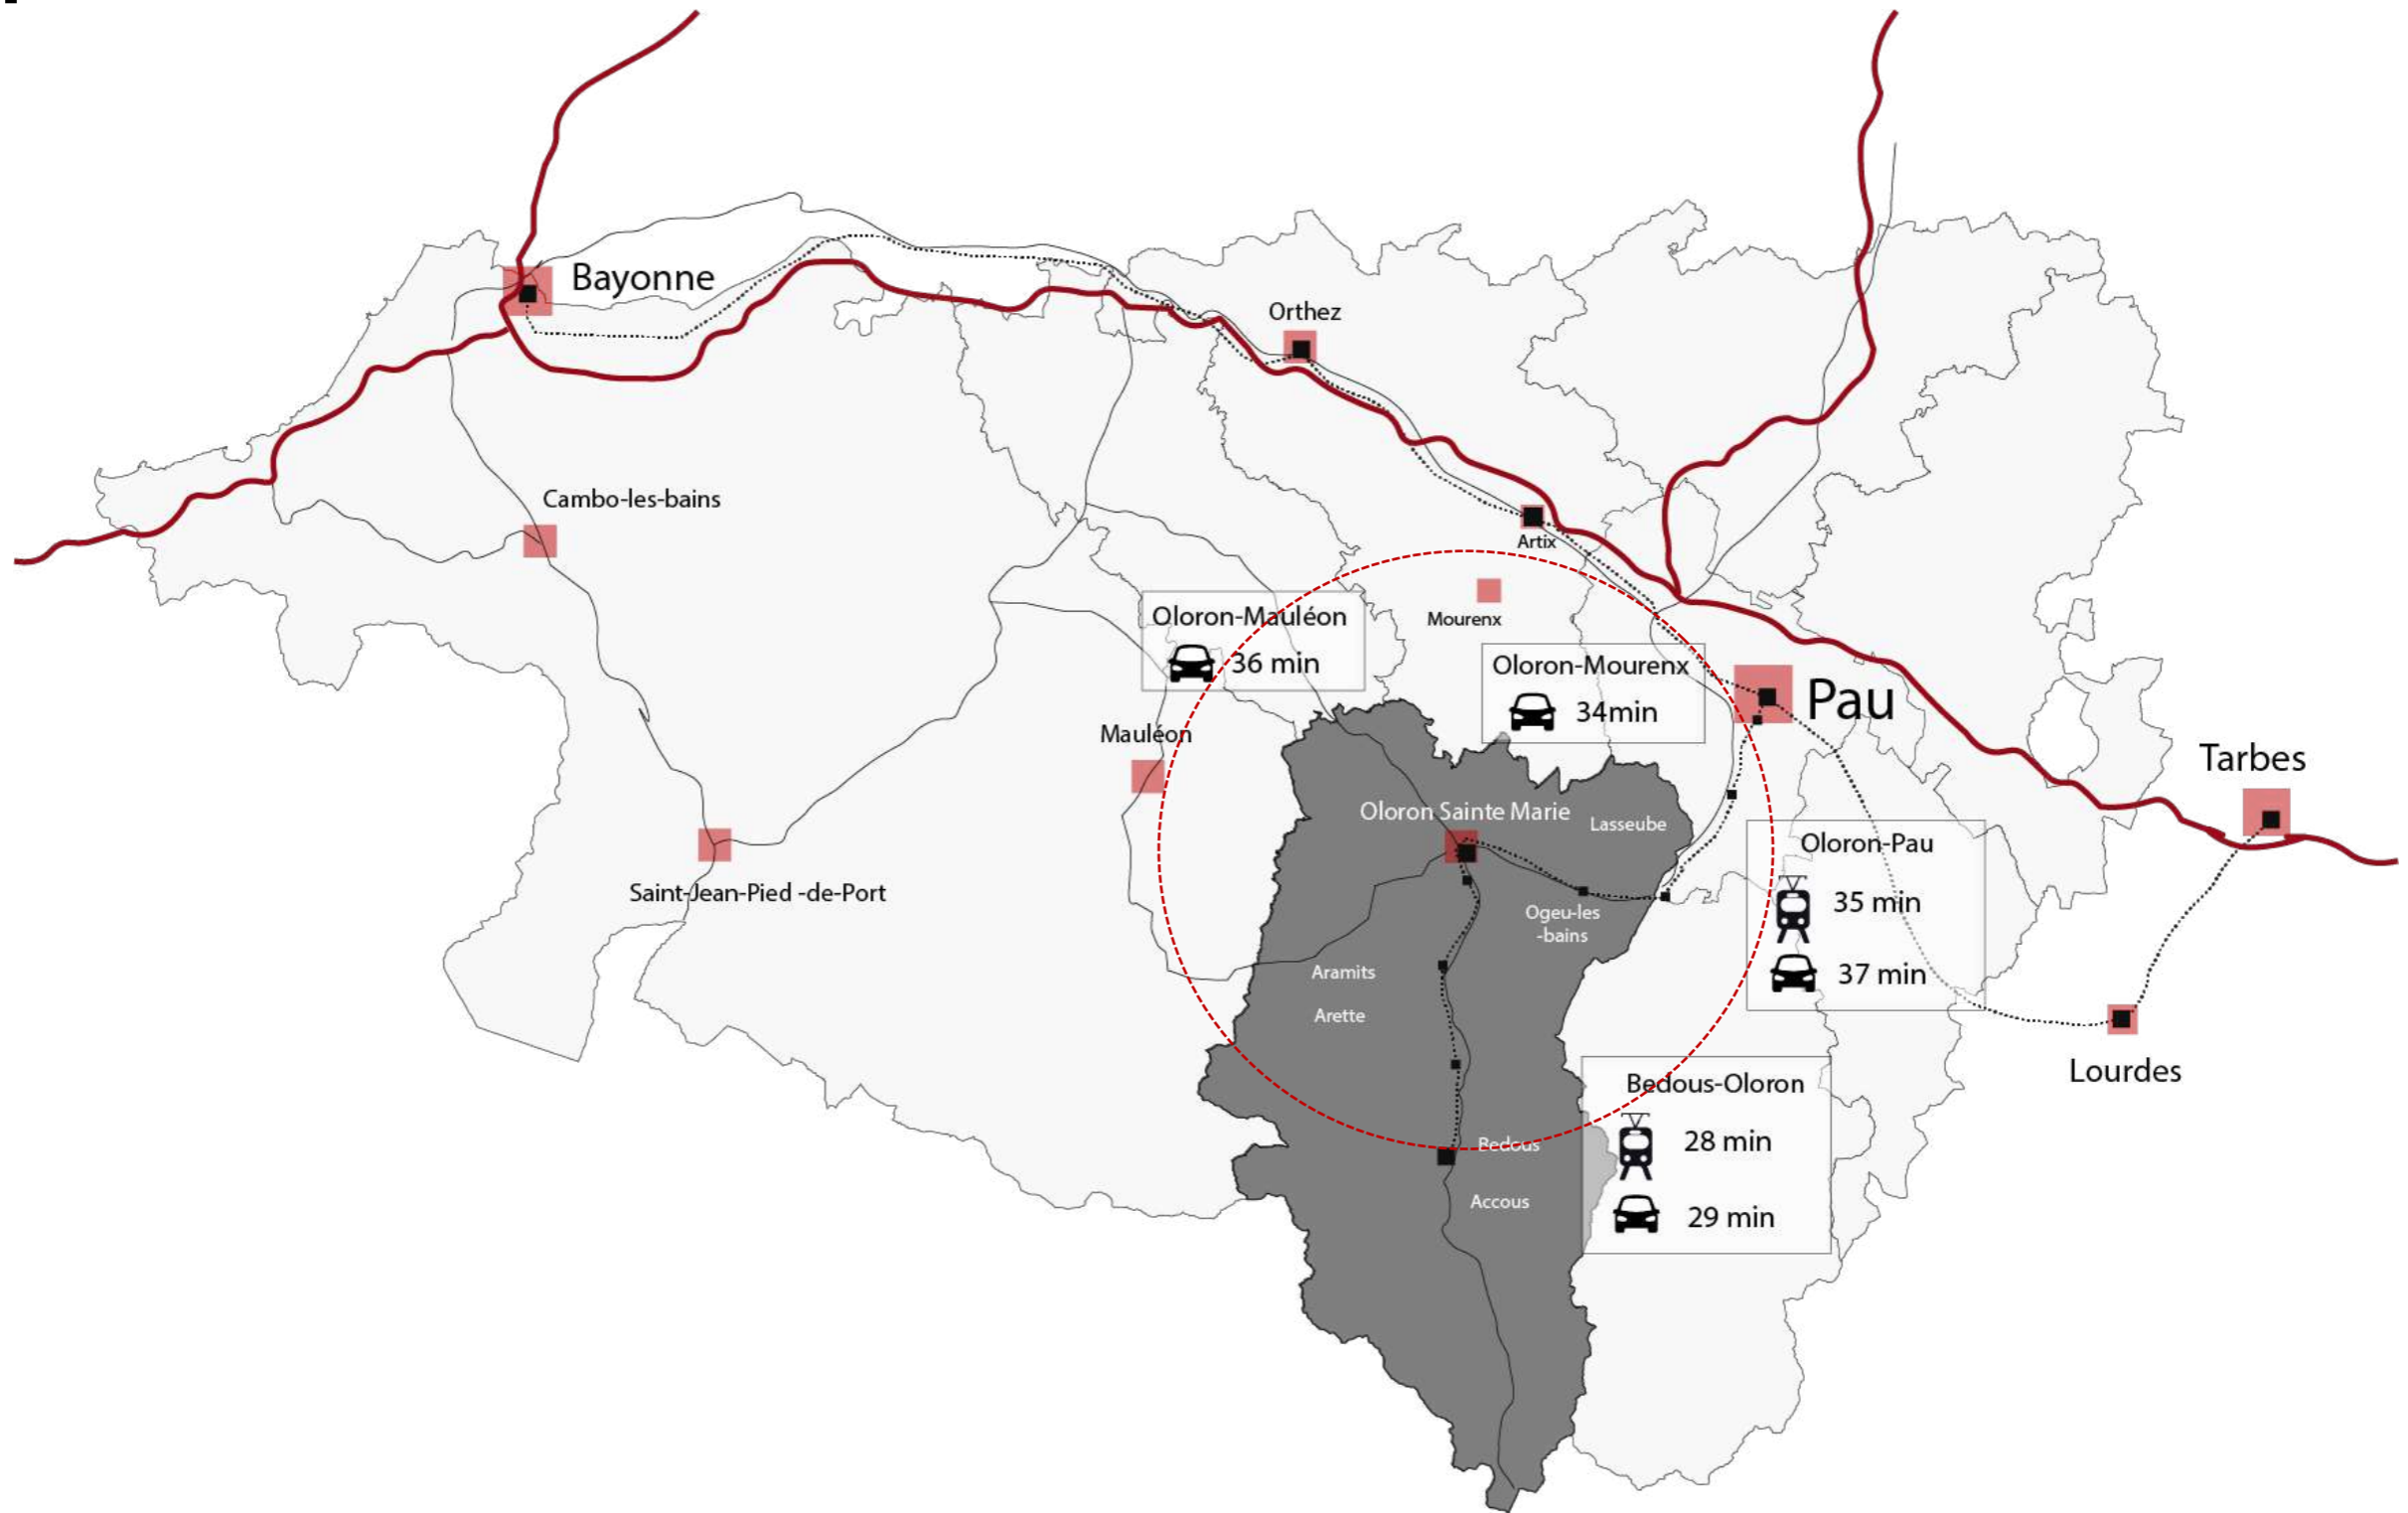 Bayonne
Orthez
Cambo-les-bains
Artix
Oloron-Mauléon
36 min
Mourenx
Oloron-Mourenx
34min
Pau
Mauléon
Tarbes
Oloron Sainte Marie
Lasseube
Oloron-Pau
35 min
37 min
Saint-Jean-Pied -de-Port
Ogeu-les
-bains
Aramits
Arette
Lourdes
Bedous-Oloron
28 min
29 min
Bedous
Accous